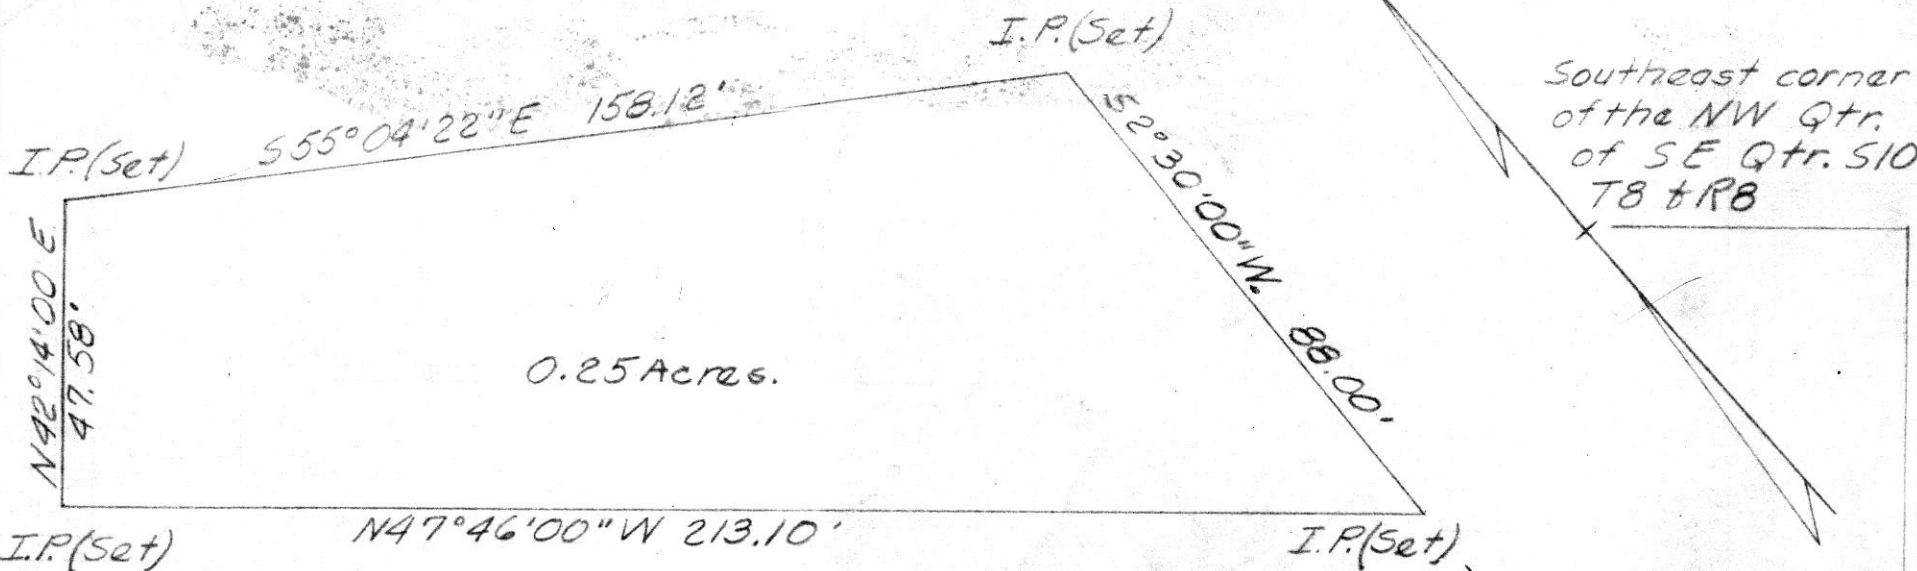 I.P.(Set)
Southeast corner
of the NW Qtr.
of SE Qtr. S10
T8 & R8
S55°04'22"E 158.12'
I.P.(Set)
S2°30'00"W. 88.00'
N42°14'00 E
47.58'
0.25 Acres.
N47°46'00"W 213.10'
I.P.(Set)
I.P.(Set)